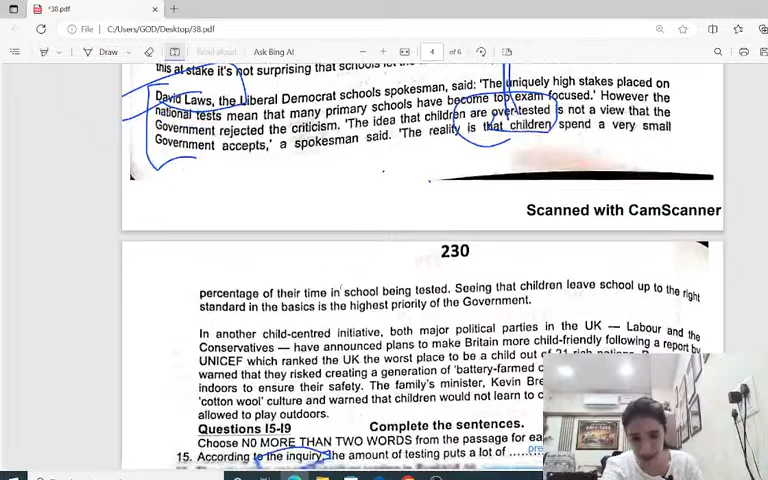 *38.pdf
File
C:/Users/GOD/Desktop/38.pdf
Draw
Read aloud
Ask Bing AI
4
of 6
this at stake it's not surprising that schools let the
David Laws, the Liberal Democrat schools spokesman, said: 'The uniquely high stakes placed on
national tests mean that many primary schools have become too exam focused.' However the
Government rejected the criticism. 'The idea that children are over-tested is not a view that the
Government accepts,' a spokesman said. 'The reality is that children spend a very small
Scanned with CamScanner
230
percentage of their time in school being tested. Seeing that children leave school up to the right
standard in the basics is the highest priority of the Government.
In another child-centred initiative, both major political parties in the UK — Labour and the
Conservatives — have announced plans to make Britain more child-friendly following a report by
UNICEF which ranked the UK the worst place to be a child out of 21 rich nations.
warned that they risked creating a generation of 'battery-farmed
indoors to ensure their safety. The family's minister, Kevin
'cotton wool' culture and warned that children would not learn to
allowed to play outdoors.
Questions I5-I9 Complete the sentences.
Choose N0 MORE THAN TWO WORDS from the passage for
15. According to the inquiry, the amount of testing puts a lot of ...... pre